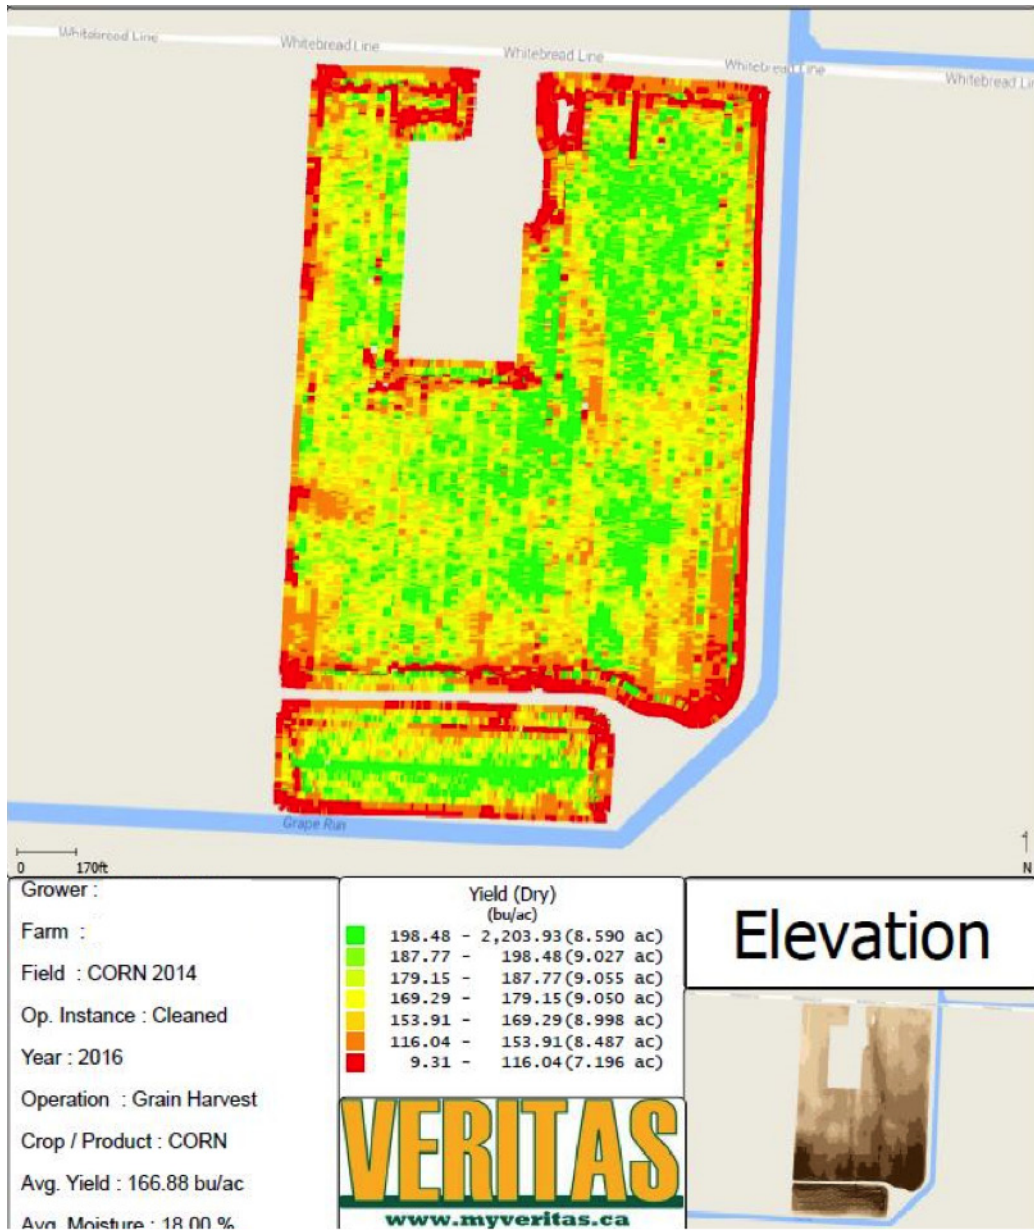 Whitebread Line
Whitebread Line
Whitebread Line
Whitebread Line
Whitebread Lin
Grape Run
0 170ft
N
Grower :
Farm :
Field : CORN 2014
Op. Instance : Cleaned
Year : 2016
Operation : Grain Harvest
Crop / Product : CORN
Avg. Yield : 166.88 bu/ac
Avg. Moisture : 18.00 %
Yield (Dry)
(bu/ac)
198.48 - 2,203.93(8.590 ac)
187.77 - 198.48(9.027 ac)
179.15 - 187.77(9.055 ac)
169.29 - 179.15(9.050 ac)
153.91 - 169.29(8.998 ac)
116.04 - 153.91(8.487 ac)
9.31 - 116.04(7.196 ac)
VERITAS
www.myveritas.ca
Elevation